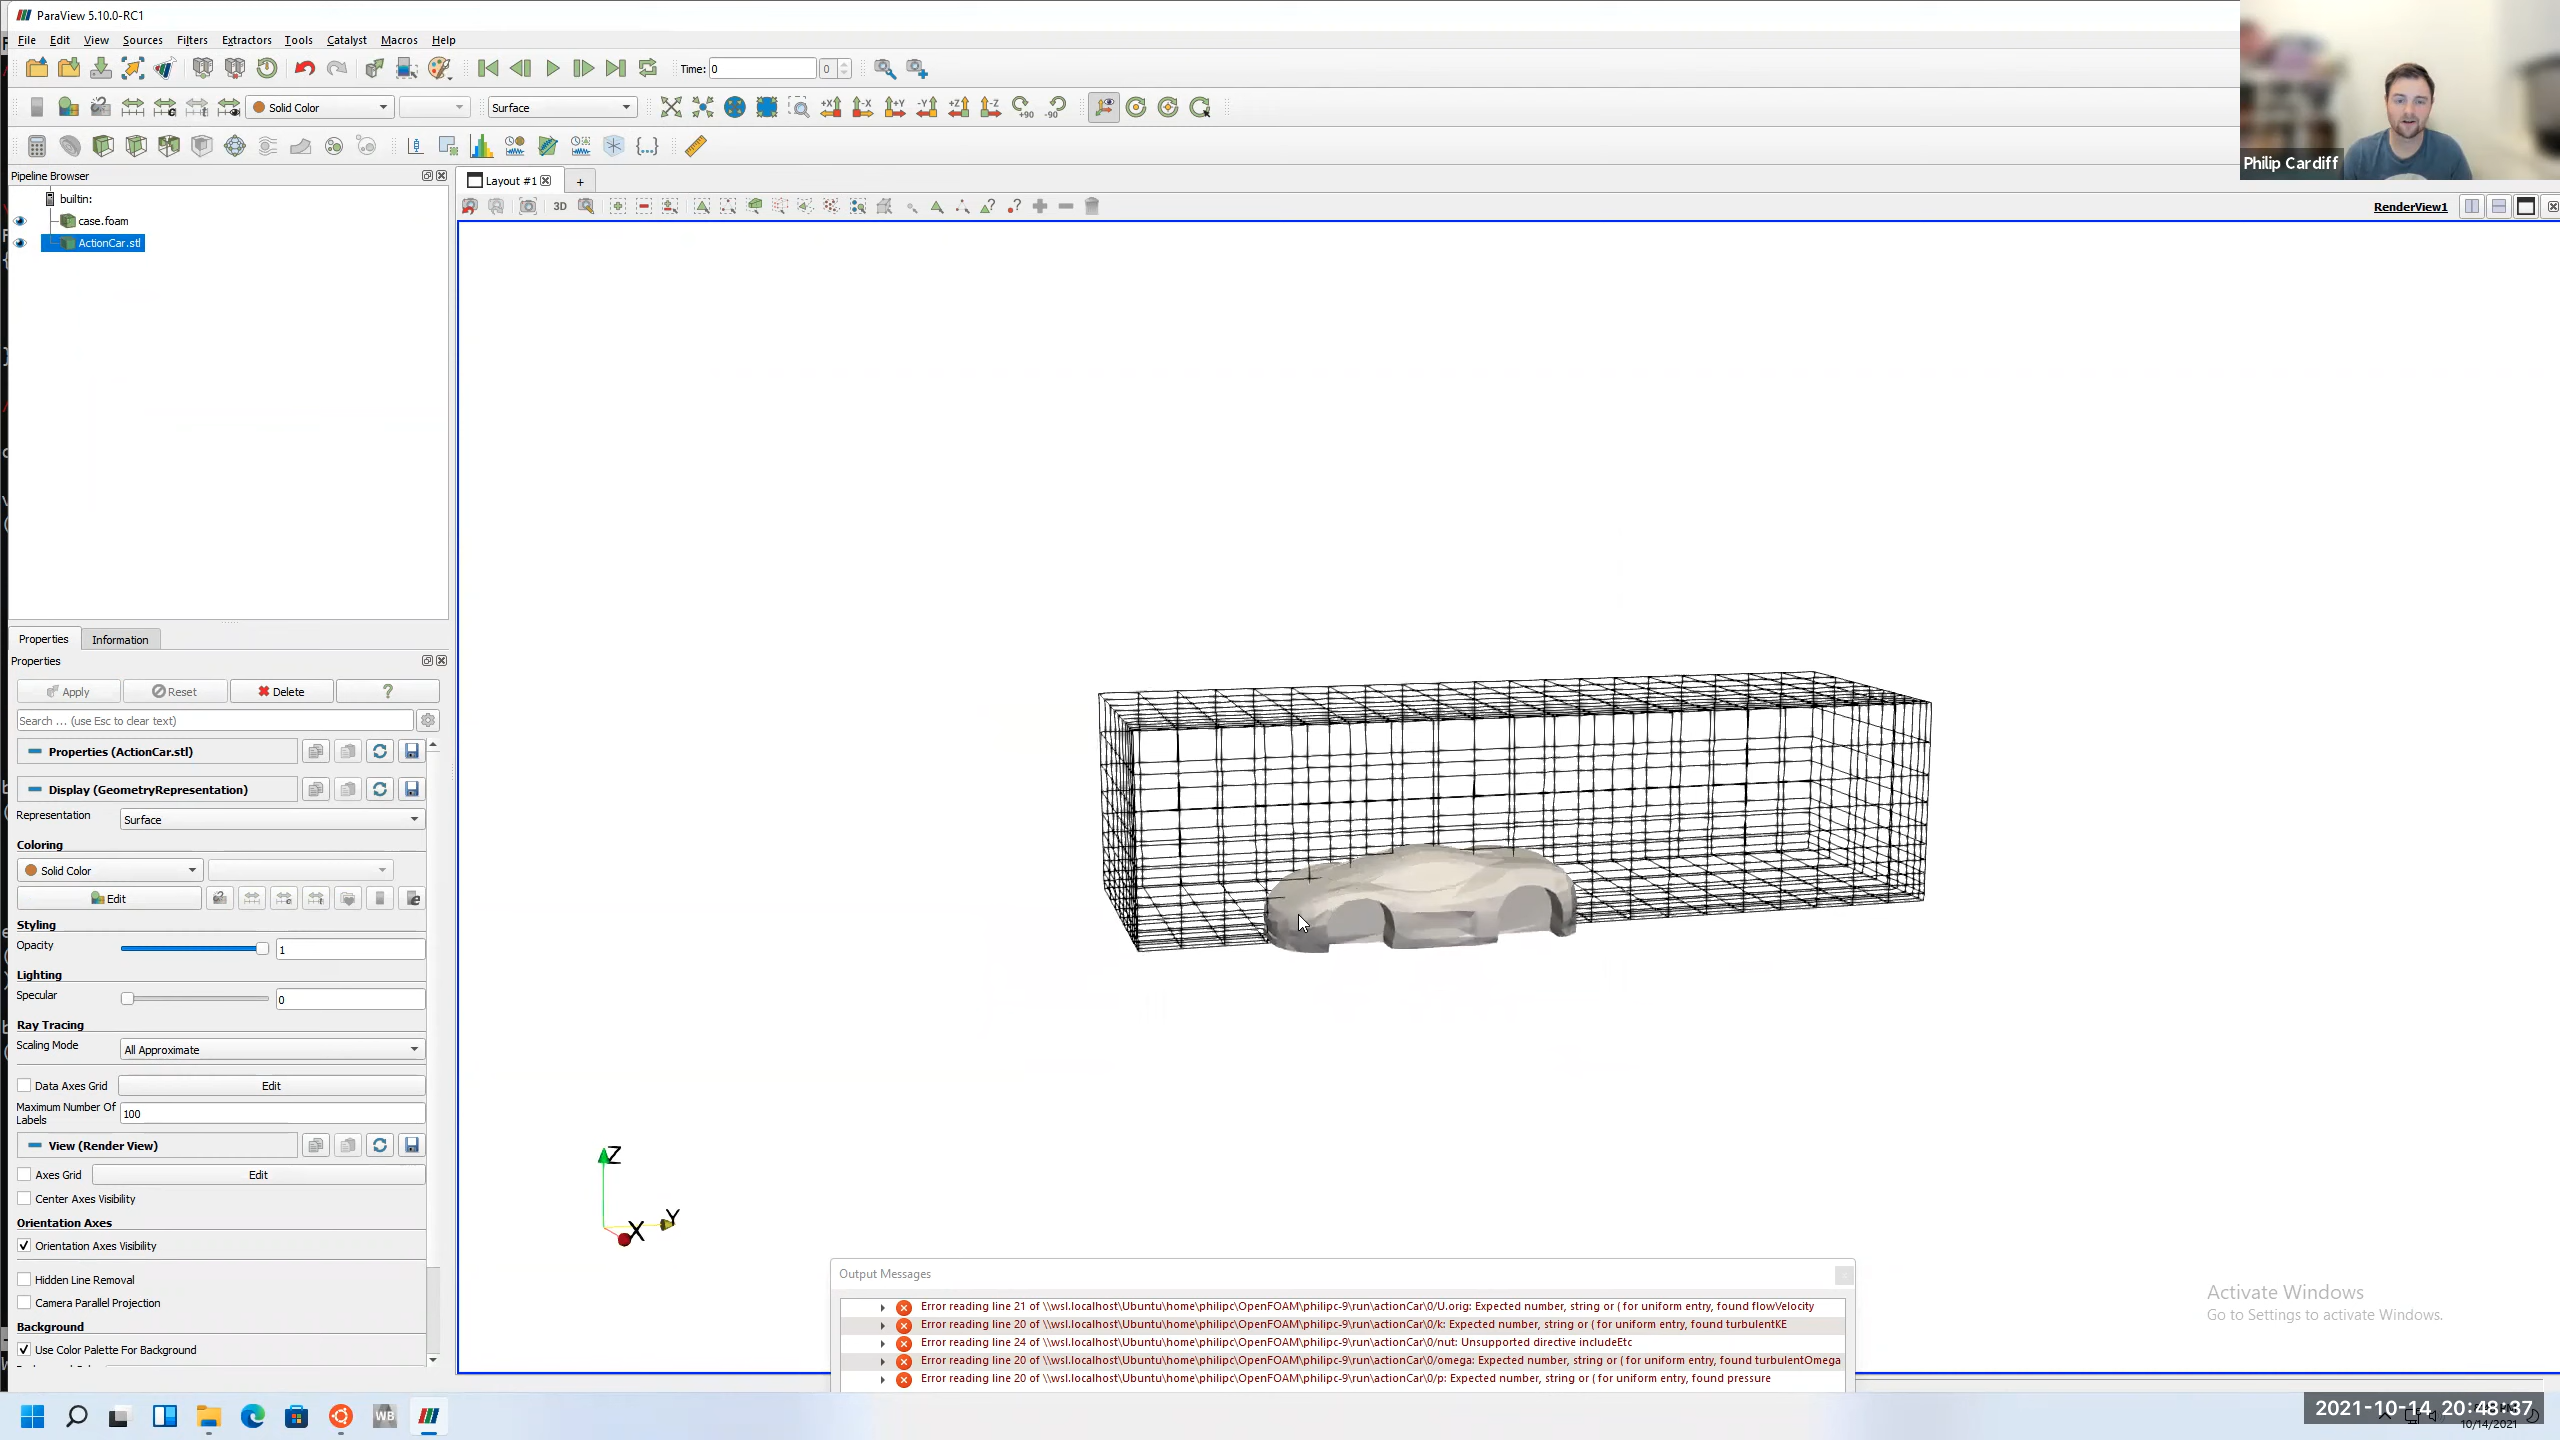 ParaView 5.10.0-RC1
File Edit View Sources Filters Extractors Tools Catalyst Macros Help
Time: 0 0
Solid Color Surface +X -X +Y -Y +Z -Z +90 -90
Philip Cardiff
Pipeline Browser
Layout #1 +
builtin:
3D
RenderView1
case.foam
ActionCar.stl
Properties Information
Properties
Apply Reset Delete ?
Search ... (use Esc to clear text)
Properties (ActionCar.stl)
Display (GeometryRepresentation)
Representation Surface
Coloring
Solid Color
Edit
Styling
Opacity 1
Lighting
Specular 0
Ray Tracing
Scaling Mode All Approximate
Data Axes Grid Edit
Maximum Number Of Labels 100
View (Render View)
Axes Grid Edit
Center Axes Visibility
Orientation Axes
Orientation Axes Visibility
Hidden Line Removal
Camera Parallel Projection
Background
Use Color Palette For Background
Z
Y
X
Output Messages
Error reading line 21 of \\wsl.localhost\Ubuntu\home\philipc\OpenFOAM\philipc-9\run\actionCar\0/U.orig: Expected number, string or ( for uniform entry, found flowVelocity
Error reading line 20 of \\wsl.localhost\Ubuntu\home\philipc\OpenFOAM\philipc-9\run\actionCar\0/k: Expected number, string or ( for uniform entry, found turbulentKE
Error reading line 24 of \\wsl.localhost\Ubuntu\home\philipc\OpenFOAM\philipc-9\run\actionCar\0/nut: Unsupported directive includeEtc
Error reading line 20 of \\wsl.localhost\Ubuntu\home\philipc\OpenFOAM\philipc-9\run\actionCar\0/omega: Expected number, string or ( for uniform entry, found turbulentOmega
Error reading line 20 of \\wsl.localhost\Ubuntu\home\philipc\OpenFOAM\philipc-9\run\actionCar\0/p: Expected number, string or ( for uniform entry, found pressure
Activate Windows
Go to Settings to activate Windows.
WB
2021-10-14 20:48:37
10/14/2021